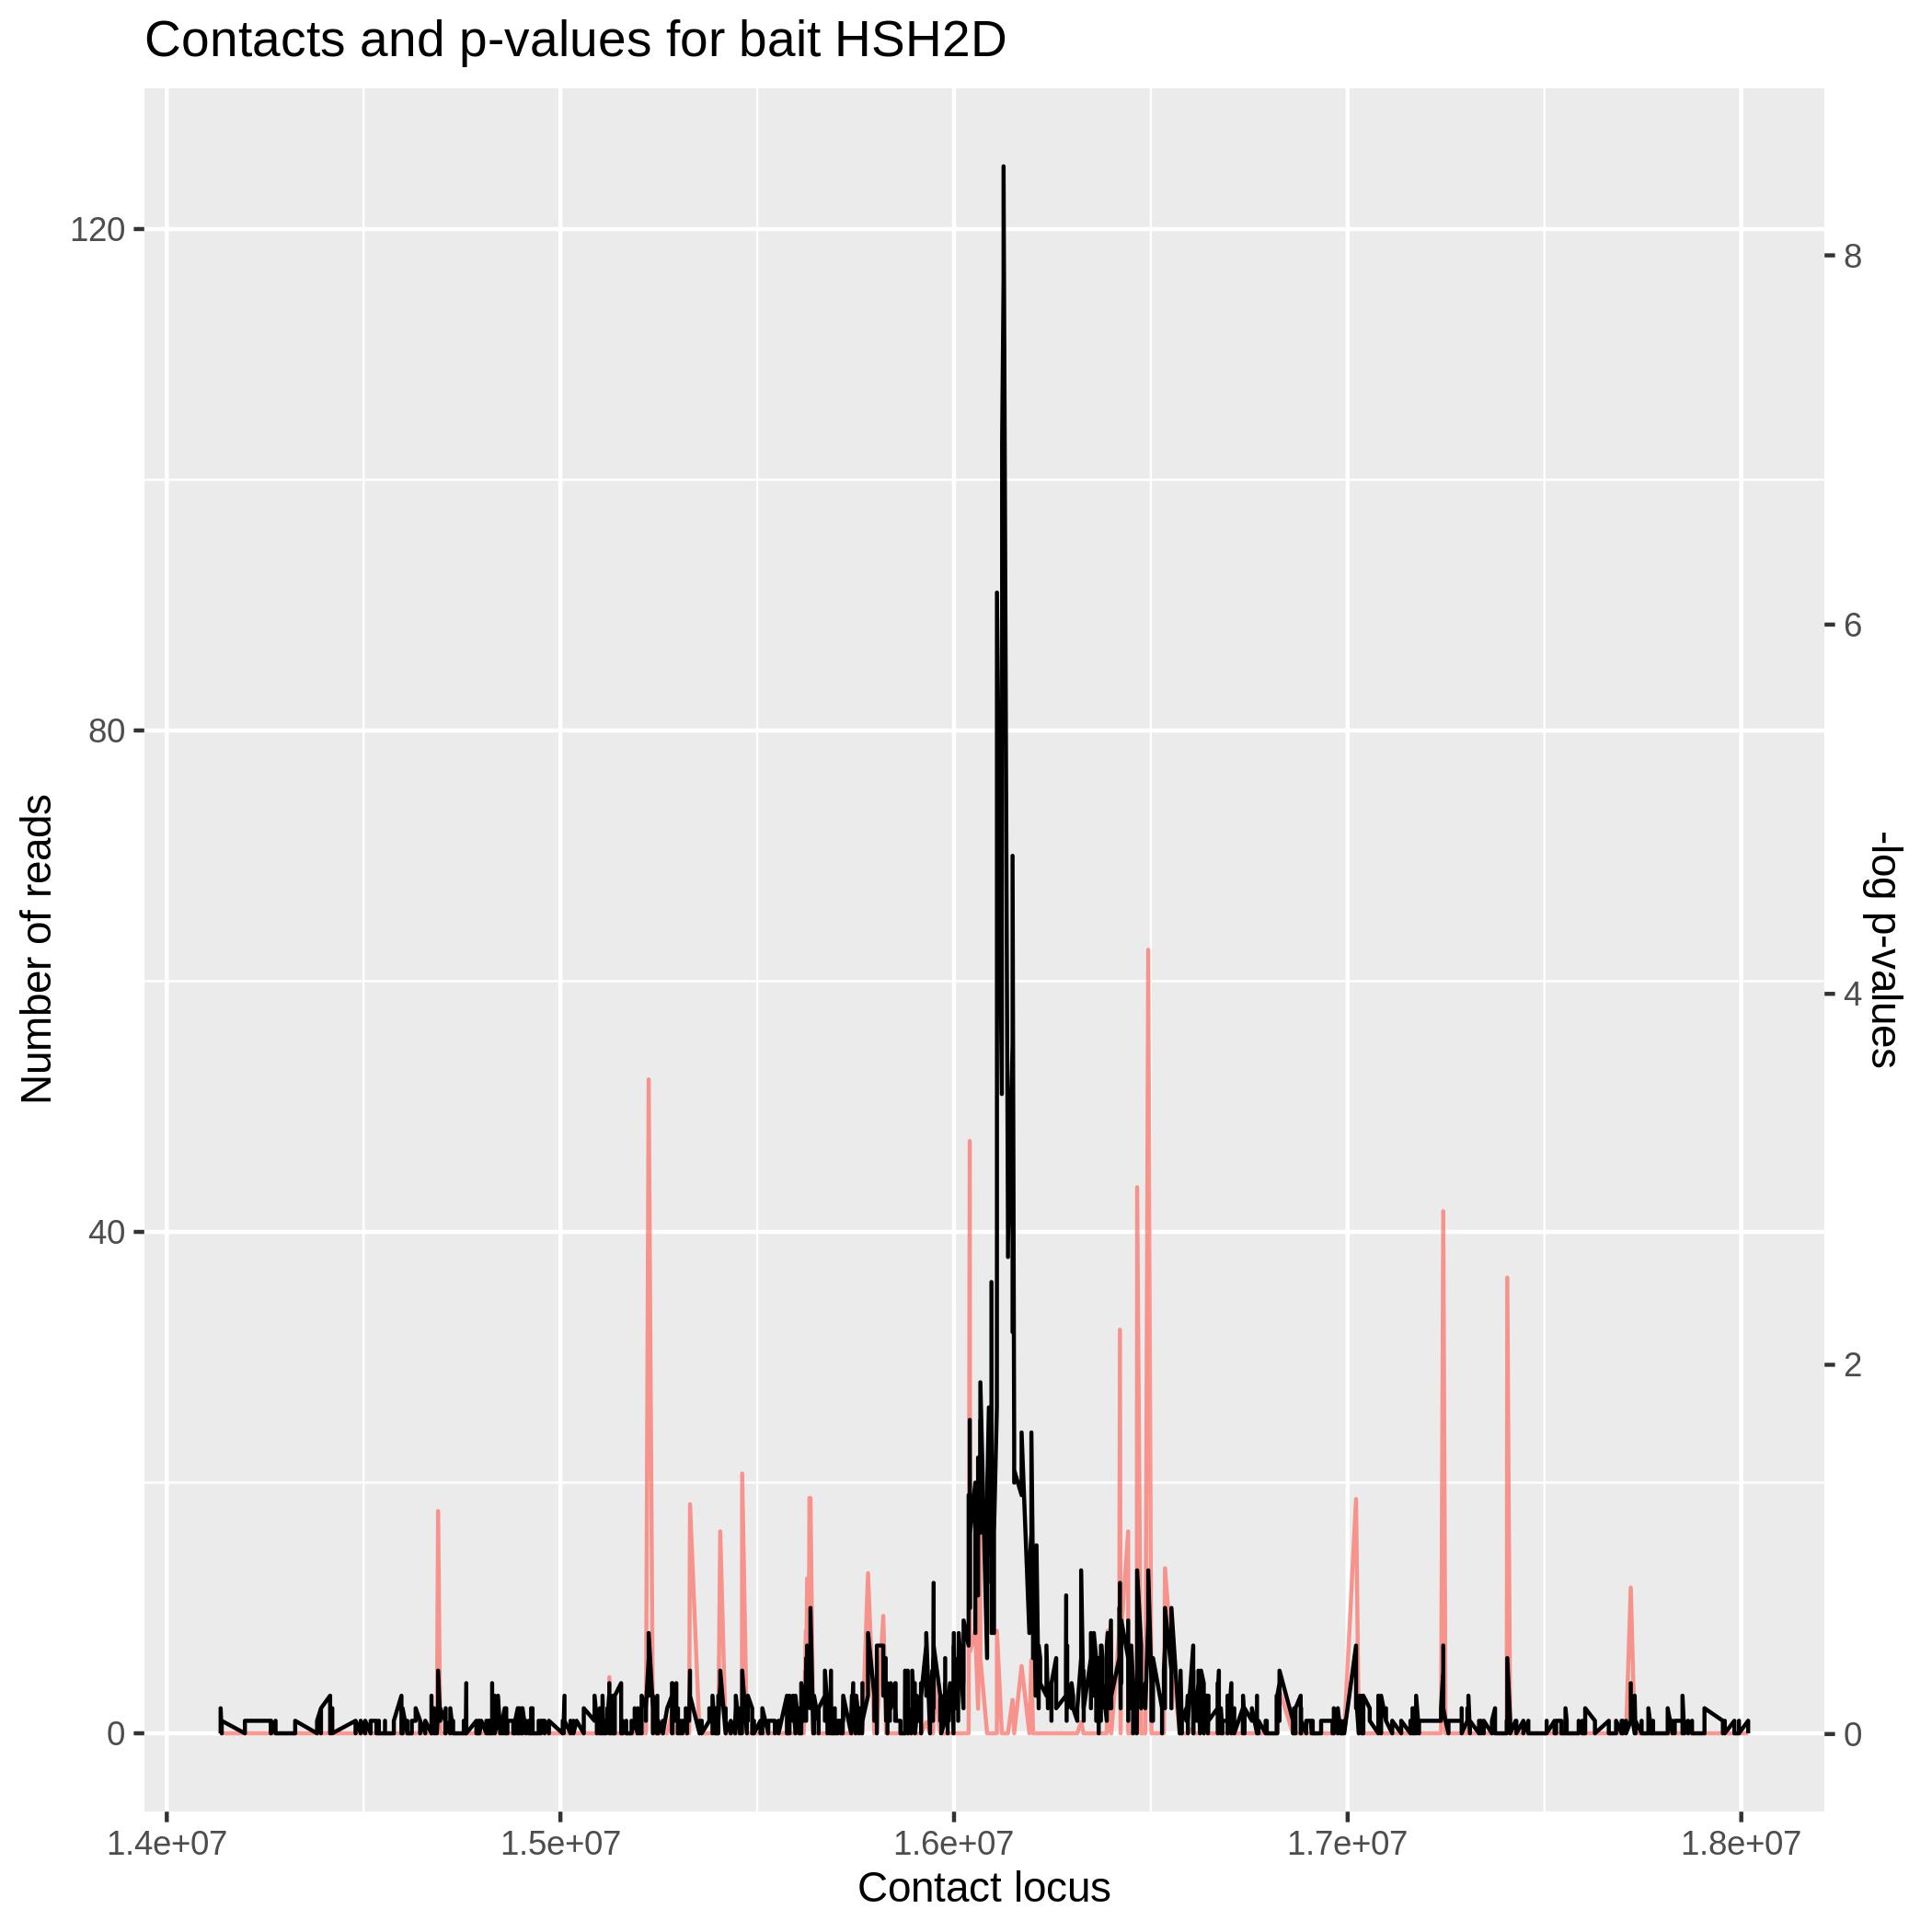 Contacts and p-values for bait HSH2D
120
80
40
0
Number of reads
8
6
4
2
0
-log p-values
1.4e+07
1.5e+07
1.6e+07
1.7e+07
1.8e+07
Contact locus